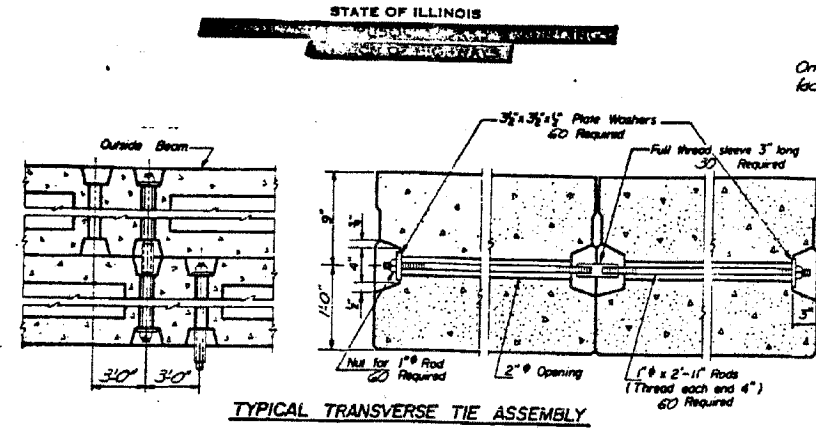 STATE OF ILLINOIS
3½" x 3½" x ½" Plate Washers
60 Required
Outside Beam
Full thread sleeve 3" long
30 Required
9"
4"
1'-0"
3"
3'-0" 3'-0"
Nut for 1" φ Rod
60 Required
2" φ Opening
1" φ x 2'-11" Rods
(Thread each end 4")
60 Required
TYPICAL TRANSVERSE TIE ASSEMBLY